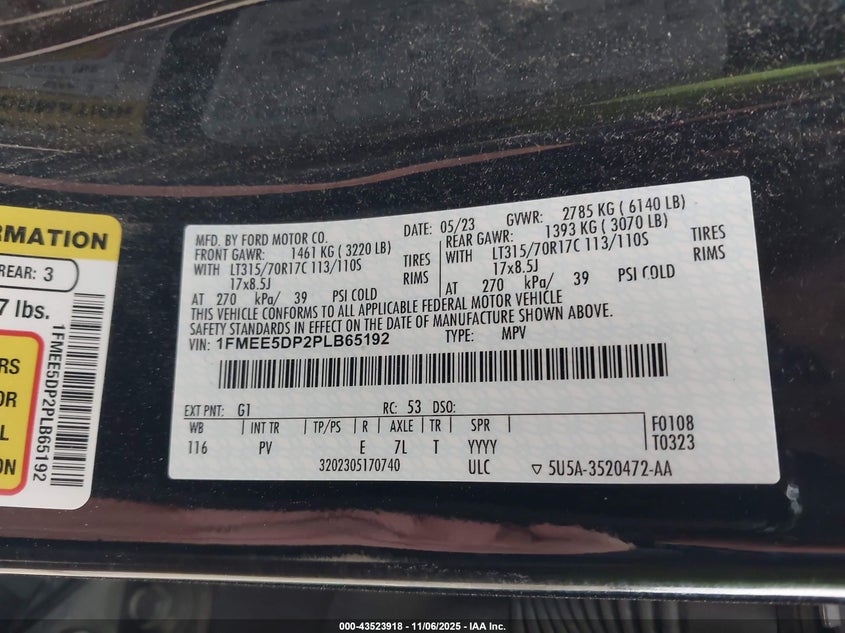 RMATION
REAR: 3
7 lbs.
RS
OR
L
ON
1FMEE5DP2PLB65192
MFD. BY FORD MOTOR CO.
DATE: 05/23 GVWR: 2785 KG ( 6140 LB)
FRONT GAWR: 1461 KG ( 3220 LB)
WITH LT315/70R17C 113/110S TIRES
17x8.5J RIMS
AT 270 kPa/ 39 PSI COLD
REAR GAWR: 1393 KG ( 3070 LB)
WITH LT315/70R17C 113/110S TIRES
17x8.5J RIMS
AT 270 kPa/ 39 PSI COLD
THIS VEHICLE CONFORMS TO ALL APPLICABLE FEDERAL MOTOR VEHICLE
SAFETY STANDARDS IN EFFECT ON THE DATE OF MANUFACTURE SHOWN ABOVE.
VIN: 1FMEE5DP2PLB65192 TYPE: MPV
EXT PNT: G1 RC: 53 DSO:
WB INT TR TP/PS R AXLE TR SPR
116 PV E 7L T YYYY
F0108
T0323
3202305170740 ULC ▽ 5U5A-3520472-AA
000-43523918 - 11/06/2025 - IAA Inc.